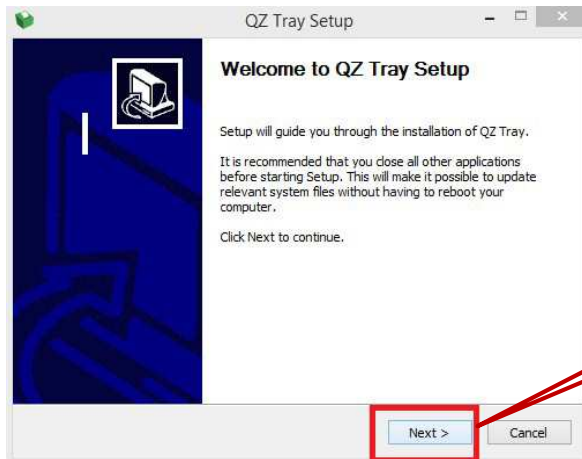 QZ Tray Setup
Welcome to QZ Tray Setup
Setup will guide you through the installation of QZ Tray.
It is recommended that you close all other applications
before starting Setup. This will make it possible to update
relevant system files without having to reboot your
computer.
Click Next to continue.
Next >
Cancel